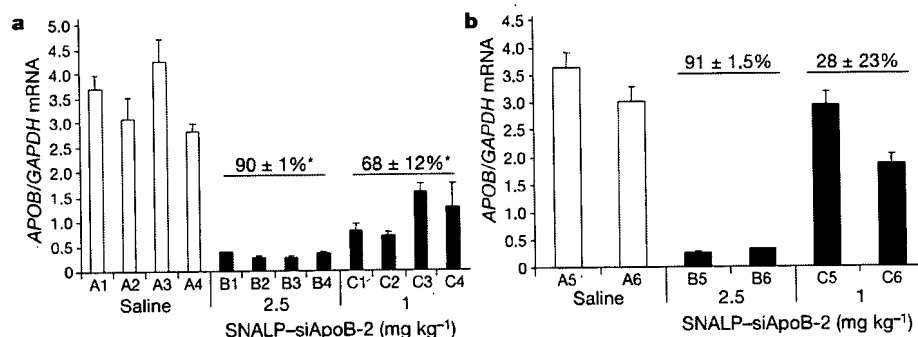 a
APOB/GAPDH mRNA
5.0
4.5
4.0
3.5
3.0
2.5
2.0
1.5
1.0
0.5
0
90 ± 1%*
68 ± 12%*
A1 A2 A3 A4 B1 B2 B3 B4 C1 C2 C3 C4
Saline 2.5 1
SNALP–siApoB-2 (mg kg⁻¹)
b
APOB/GAPDH mRNA
4.5
4.0
3.5
3.0
2.5
2.0
1.5
1.0
0.5
0
91 ± 1.5%
28 ± 23%
A5 A6 B5 B6 C5 C6
Saline 2.5 1
SNALP–siApoB-2 (mg kg⁻¹)